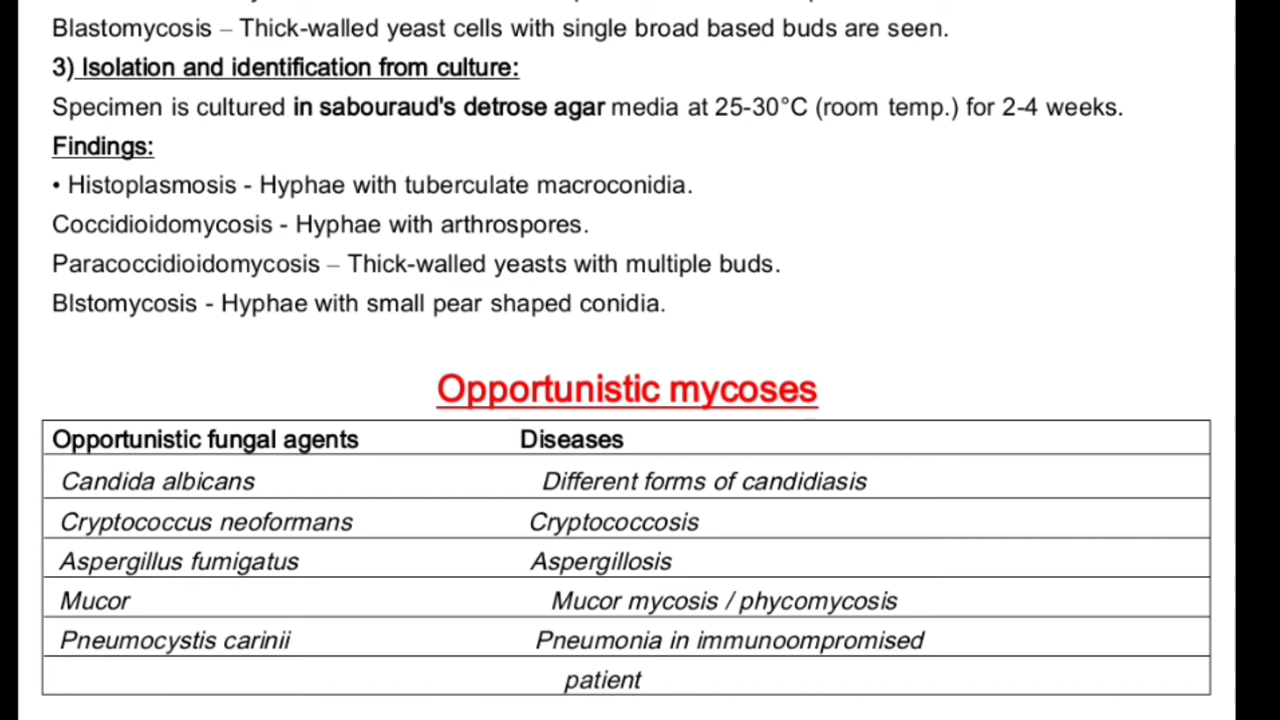 Blastomycosis – Thick-walled yeast cells with single broad based buds are seen.
3) Isolation and identification from culture:
Specimen is cultured in sabouraud's detrose agar media at 25-30°C (room temp.) for 2-4 weeks.
Findings:
• Histoplasmosis - Hyphae with tuberculate macroconidia.
Coccidioidomycosis - Hyphae with arthrospores.
Paracoccidioidomycosis – Thick-walled yeasts with multiple buds.
Blstomycosis - Hyphae with small pear shaped conidia.
Opportunistic mycoses
Opportunistic fungal agents Diseases
Candida albicans Different forms of candidiasis
Cryptococcus neoformans Cryptococcosis
Aspergillus fumigatus Aspergillosis
Mucor Mucor mycosis / phycomycosis
Pneumocystis carinii Pneumonia in immunoompromised
patient